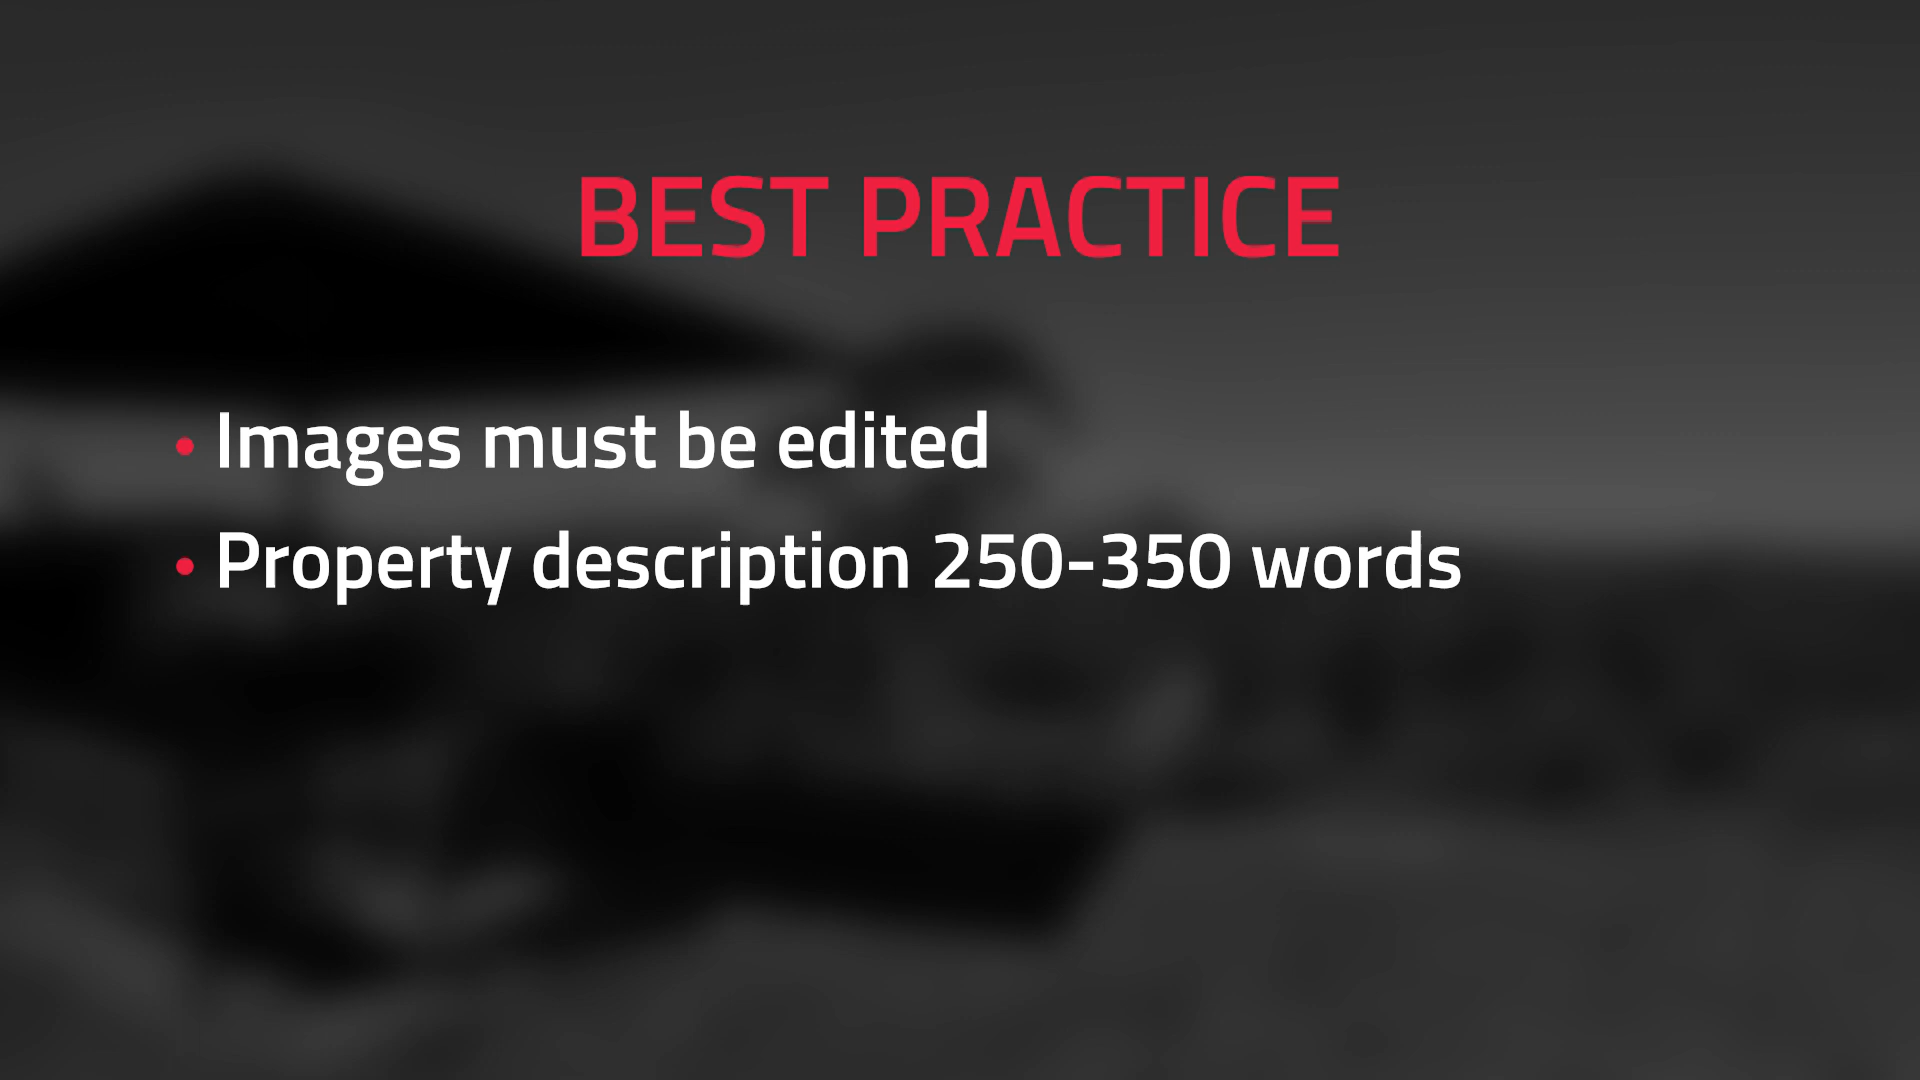 BEST PRACTICE
• Images must be edited
• Property description 250-350 words